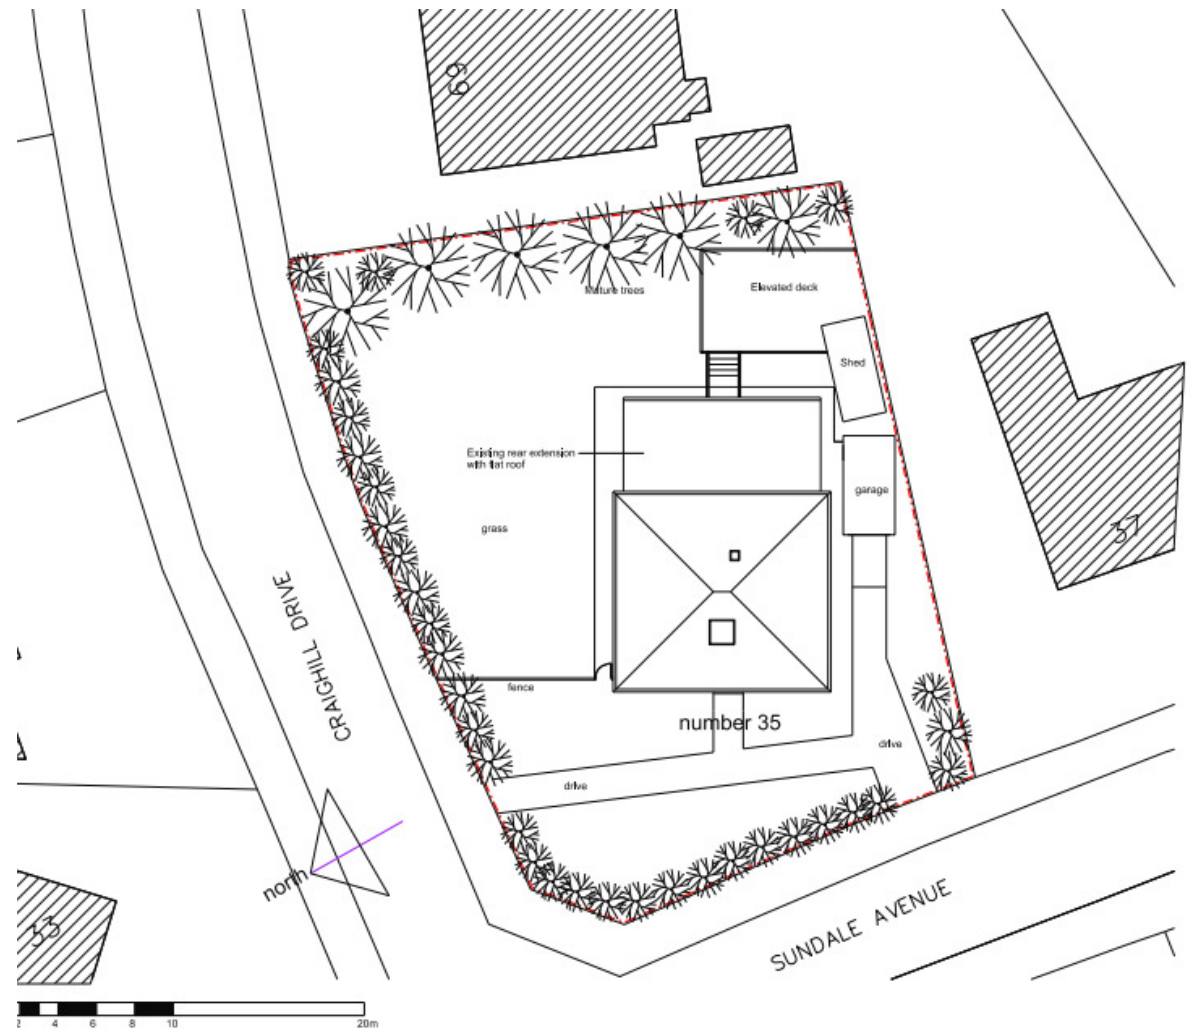 69
Mature trees
Elevated deck
Shed
Existing rear extension
with flat roof
garage
grass
37
CRAIGHILL DRIVE
fence
number 35
drive
drive
north
33
SUNDALE AVENUE
2 4 6 8 10 20m